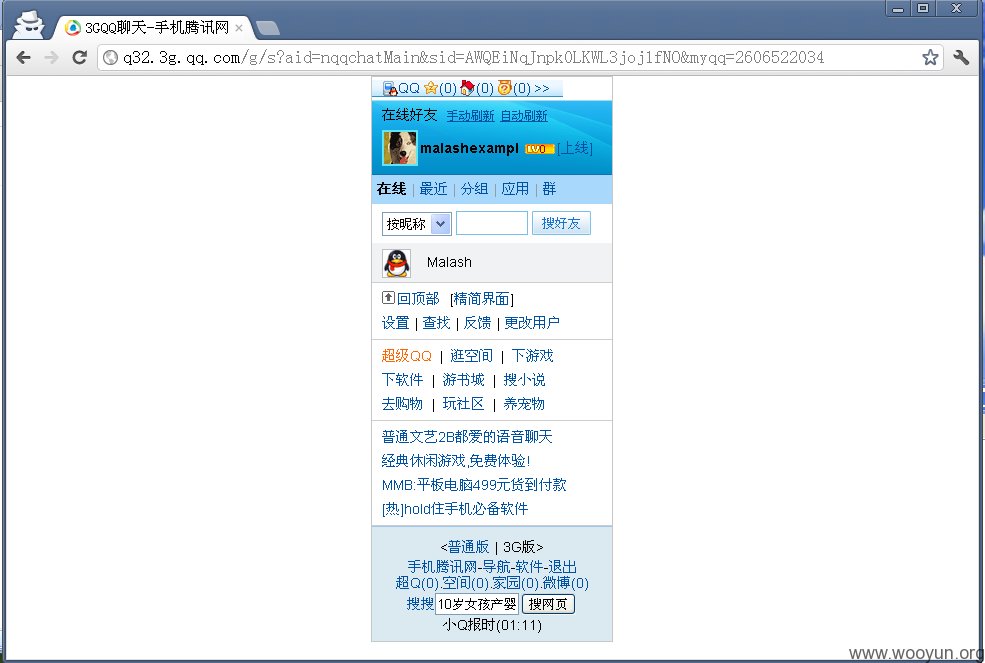 3GQQ聊天-手机腾讯网
q32.3g.qq.com/g/s?aid=nqqchatMain&sid=AWQEiNqJnpk0LKWL3joj1fNO&myqq=2606522034
QQ (0) (0) (0) >>
在线好友 手动刷新 自动刷新
malashexampl LV0 [上线]
在线 | 最近 | 分组 | 应用 | 群
按昵称 搜好友
Malash
回顶部 [精简界面]
设置 | 查找 | 反馈 | 更改用户
超级QQ | 逛空间 | 下游戏
下软件 | 游书城 | 搜小说
去购物 | 玩社区 | 养宠物
普通文艺2B都爱的语音聊天
经典休闲游戏,免费体验!
MMB:平板电脑499元货到付款
[热]hold住手机必备软件
<普通版 | 3G版>
手机腾讯网-导航-软件-退出
超Q(0).空间(0).家园(0).微博(0)
搜搜 10岁女孩产婴 搜网页
小Q报时(01:11)
www.wooyun.org